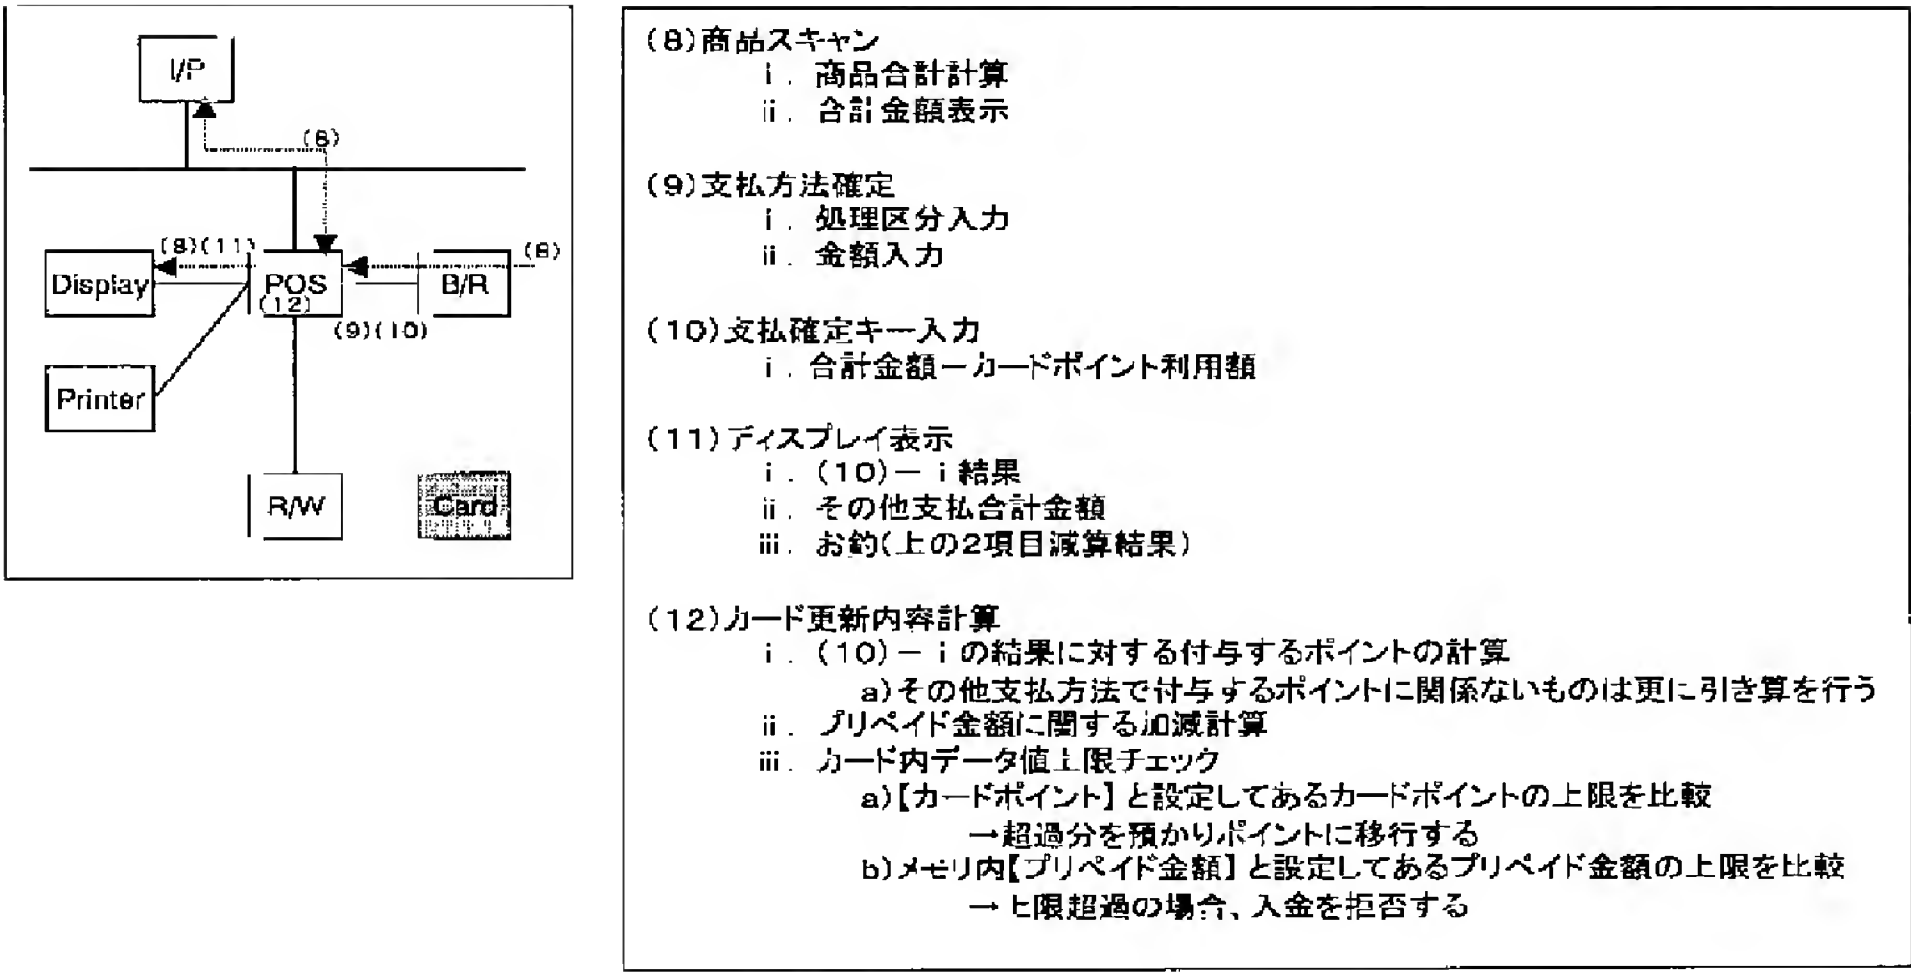 I/P
(8)
(8)(11)
(8)
Display
POS
(12)
B/R
(9)(10)
Printer
R/W
Card
(8)商品スキャン
ⅰ. 商品合計計算
ⅱ. 合計金額表示
(9)支払方法確定
ⅰ. 処理区分入力
ⅱ. 金額入力
(10)支払確定キー入力
ⅰ. 合計金額ーカードポイント利用額
(11)ディスプレイ表示
ⅰ. (10)ーⅰ結果
ⅱ. その他支払合計金額
ⅲ. お釣(上の2項目減算結果)
(12)カード更新内容計算
ⅰ. (10)ーⅰの結果に対する付与するポイントの計算
a)その他支払方法で付与するポイントに関係ないものは更に引き算を行う
ⅱ. プリペイド金額に関する加減計算
ⅲ. カード内データ値上限チェック
a)【カードポイント】と設定してあるカードポイントの上限を比較
→超過分を預かりポイントに移行する
b)メモリ内【プリペイド金額】と設定してあるプリペイド金額の上限を比較
→上限超過の場合、入金を拒否する